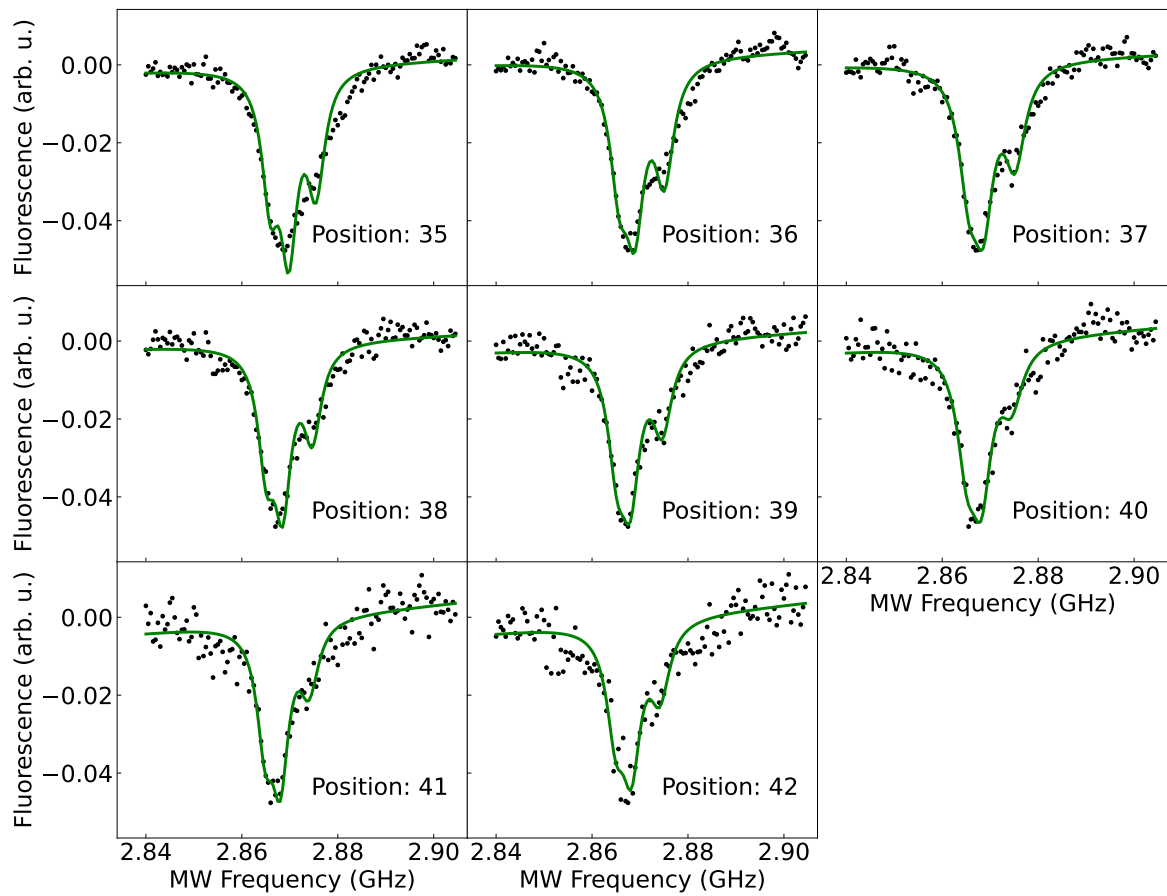 Fluorescence (arb. u.)
0.00
−0.02
−0.04
Position: 35
Position: 36
Position: 37
Fluorescence (arb. u.)
0.00
−0.02
−0.04
Position: 38
Position: 39
Position: 40
2.84 2.86 2.88 2.90
MW Frequency (GHz)
Fluorescence (arb. u.)
0.00
−0.02
−0.04
Position: 41
Position: 42
2.84 2.86 2.88 2.90 2.84 2.86 2.88 2.90
MW Frequency (GHz) MW Frequency (GHz)